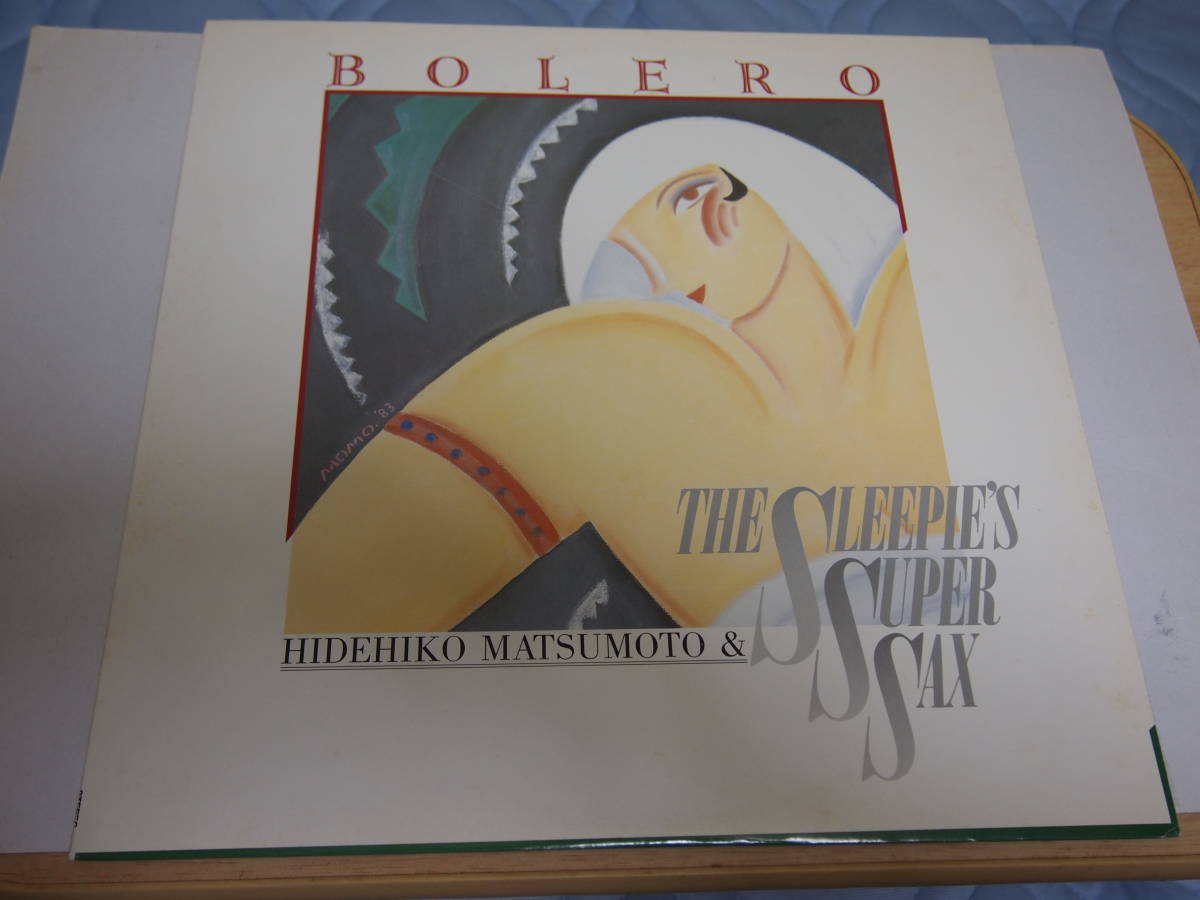 BOLERO
MOMO. '83
THE SLEEPIE'S
SUPER
SAX
HIDEHIKO MATSUMOTO &